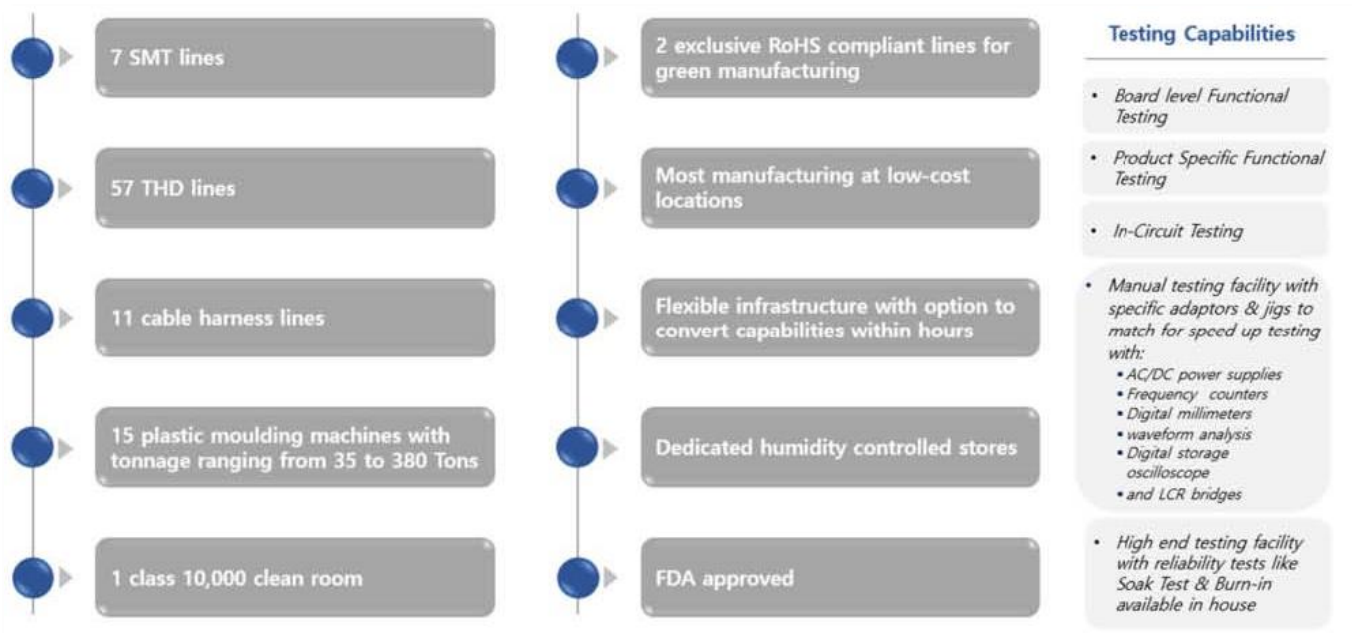 7 SMT lines
57 THD lines
11 cable harness lines
15 plastic moulding machines with
tonnage ranging from 35 to 380 Tons
1 class 10,000 clean room
2 exclusive RoHS compliant lines for
green manufacturing
Most manufacturing at low-cost
locations
Flexible infrastructure with option to
convert capabilities within hours
Dedicated humidity controlled stores
FDA approved
Testing Capabilities
• Board level Functional
Testing
• Product Specific Functional
Testing
• In-Circuit Testing
• Manual testing facility with
specific adaptors & jigs to
match for speed up testing
with:
• AC/DC power supplies
• Frequency counters
• Digital millimeters
• waveform analysis
• Digital storage
oscilloscope
• and LCR bridges
• High end testing facility
with reliability tests like
Soak Test & Burn-in
available in house